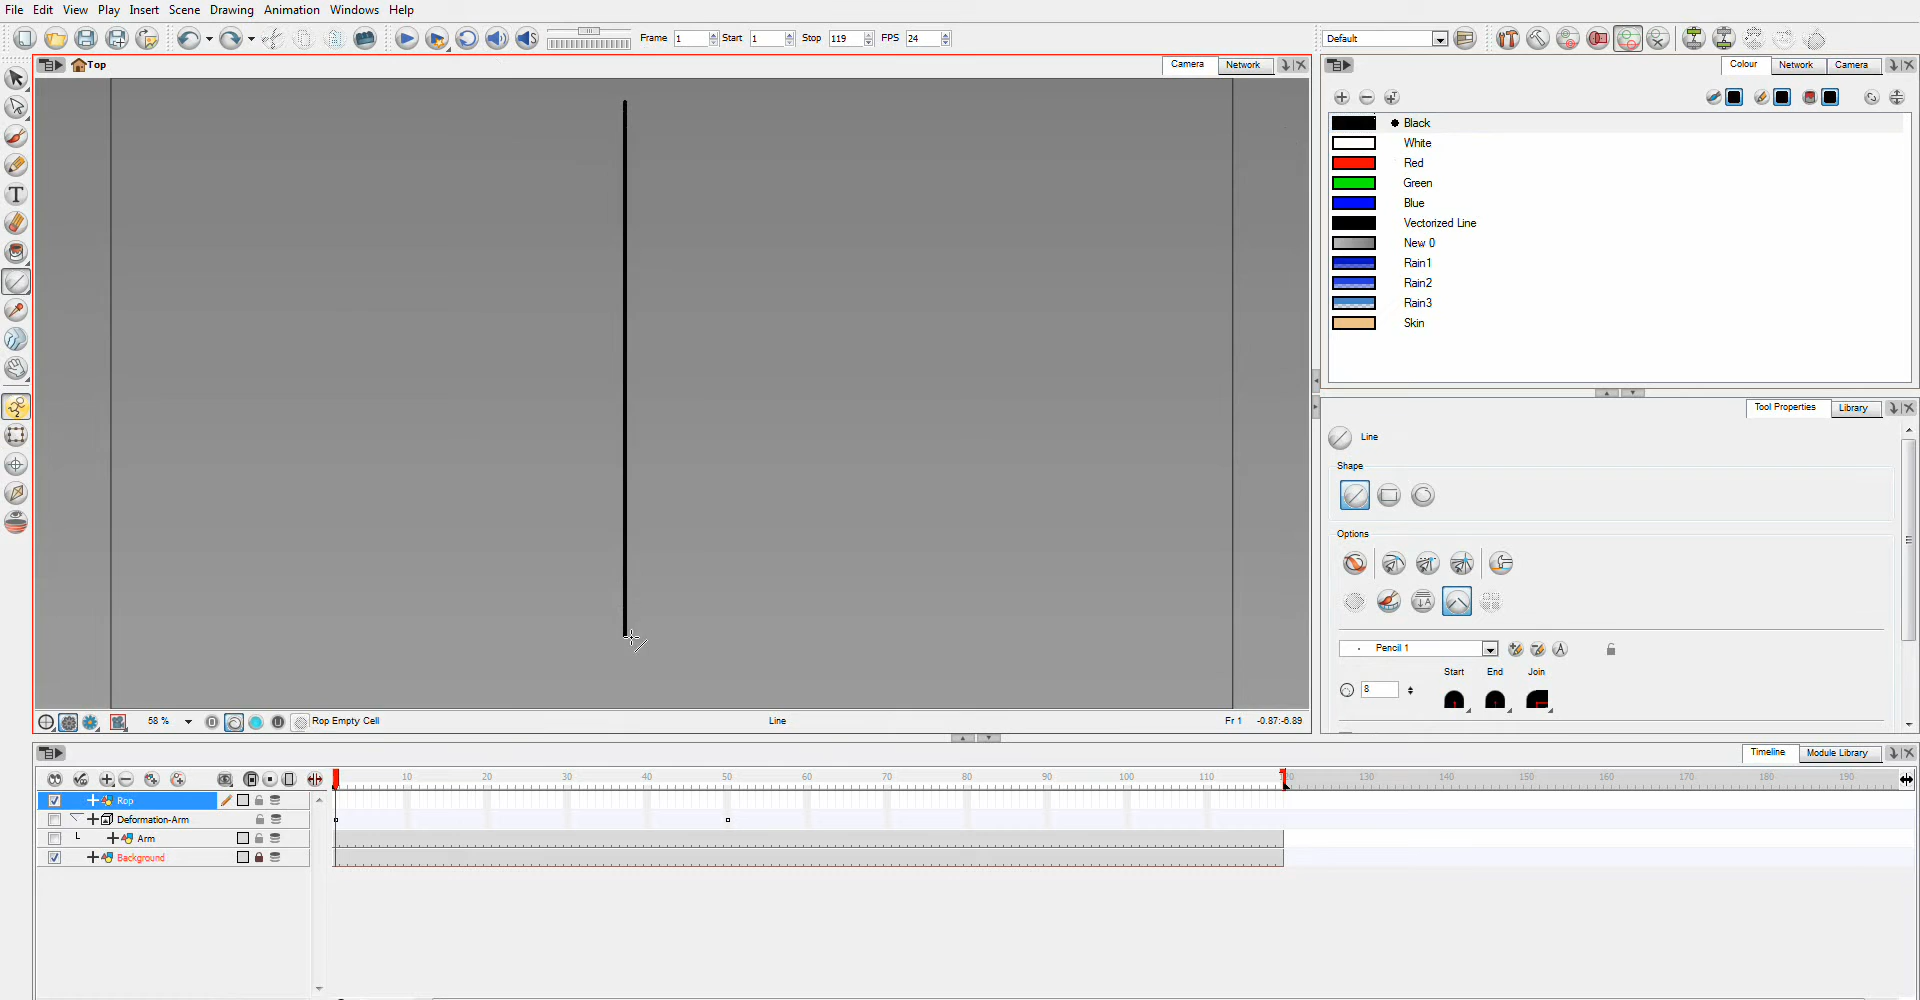 File Edit View Play Insert Scene Drawing Animation Windows Help
Frame 1 Start 1 Stop 119 FPS 24
Default
Top
Camera Network
Colour Network Camera
Black
White
Red
Green
Blue
Vectorized Line
New 0
Rain1
Rain2
Rain3
Skin
T
2
Tool Properties Library
Line
Shape
Options
Pencil 1
Start End Join
8
58 % Rop Empty Cell Line Fr 1 -0.87:-6.89
Timeline Module Library
10 20 30 40 50 60 70 80 90 100 110 20 130 140 150 160 170 180 190
Rop
Deformation-Arm
Arm
Background